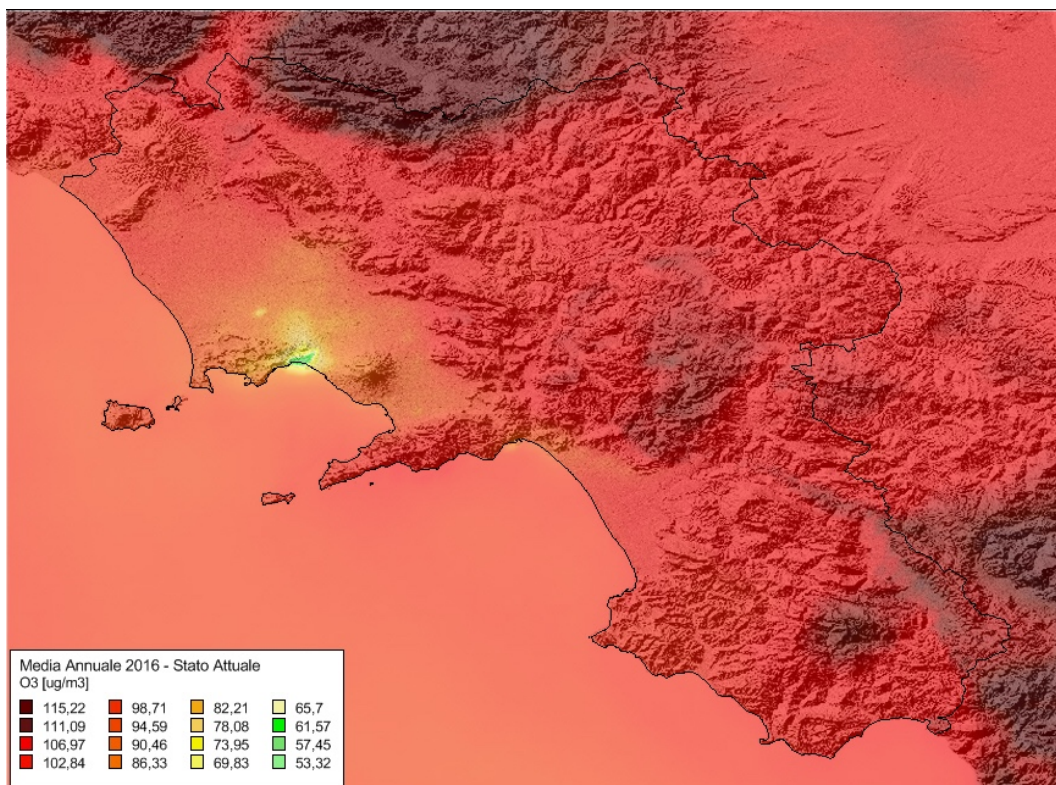 Media Annuale 2016 - Stato Attuale
O3 [ug/m3]
115,22 98,71 82,21 65,7
111,09 94,59 78,08 61,57
106,97 90,46 73,95 57,45
102,84 86,33 69,83 53,32